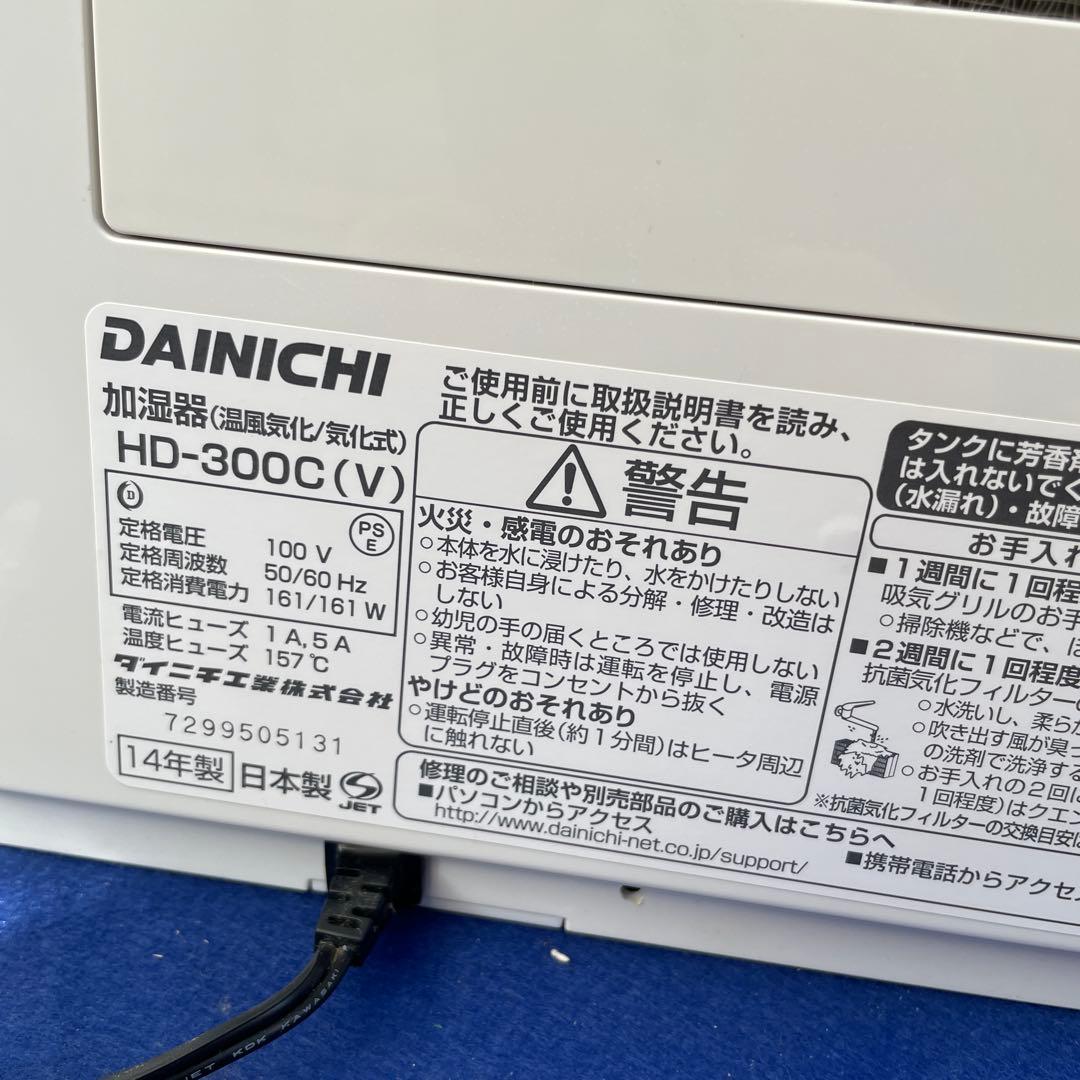 DAINICHI
加湿器(温風気化/気化式)
HD-300C(V)
D
PS
E
定格電圧 100 V
定格周波数 50/60 Hz
定格消費電力 161/161 W
電流ヒューズ 1A,5A
温度ヒューズ 157℃
ダイニチ工業株式会社
製造番号
7299505131
14年製 日本製 JET
ご使用前に取扱説明書を読み、
正しくご使用ください。
警告
火災・感電のおそれあり
○本体を水に浸けたり、水をかけたりしない
○お客様自身による分解・修理・改造は
しない
○幼児の手の届くところでは使用しない
○異常・故障時は運転を停止し、電源
プラグをコンセントから抜く
やけどのおそれあり
○運転停止直後(約1分間)はヒータ周辺
に触れない
修理のご相談や別売部品のご購入はこちらへ
■パソコンからアクセス
http://www.dainichi-net.co.jp/support/
■携帯電話からアクセス
タンクに芳香剤
は入れないでく
(水漏れ)・故障
お手入れ
■1週間に1回程
吸気グリルのお手
○掃除機などで、ほ
■2週間に1回程度
抗菌気化フィルターの
○水洗いし、柔らか
○吹き出す風が臭っ
の洗剤で洗浄する
○お手入れの2回に
1回程度)はクエン
※抗菌気化フィルターの交換目安は
JET KDK KAWASAKI